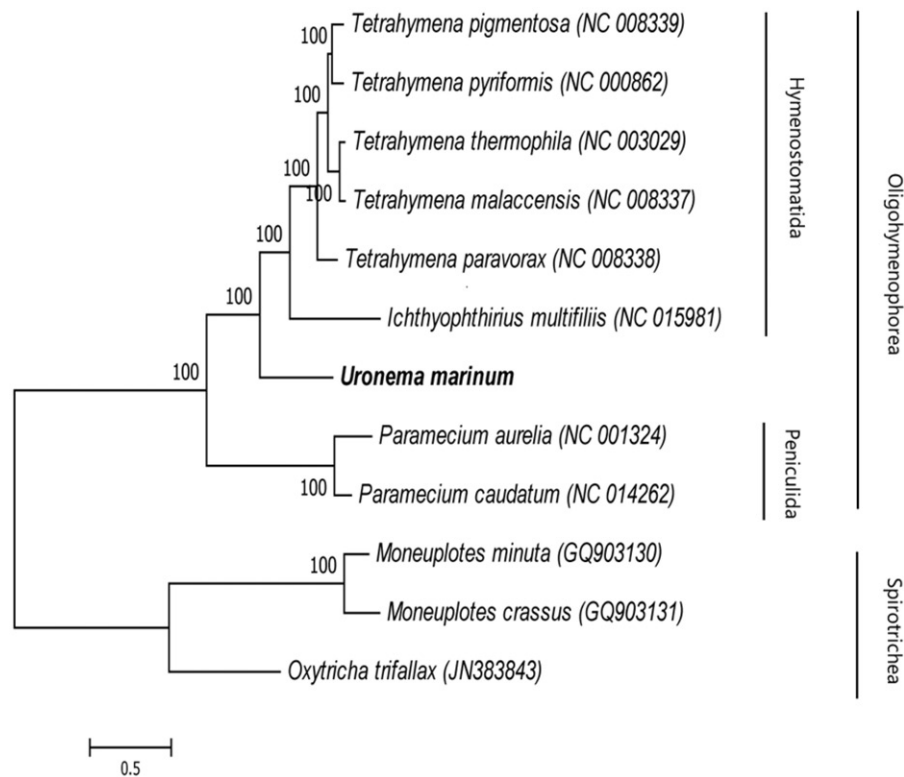 100
Tetrahymena pigmentosa (NC 008339)
100
Tetrahymena pyriformis (NC 000862)
Tetrahymena thermophila (NC 003029)
100
100
Tetrahymena malaccensis (NC 008337)
100
Tetrahymena paravorax (NC 008338)
100
Ichthyophthirius multifiliis (NC 015981)
100
Uronema marinum
Paramecium aurelia (NC 001324)
100
Paramecium caudatum (NC 014262)
100
Moneuplotes minuta (GQ903130)
Moneuplotes crassus (GQ903131)
Oxytricha trifallax (JN383843)
Hymenostomatida
Peniculida
Oligohymenophorea
Spirotrichea
0.5